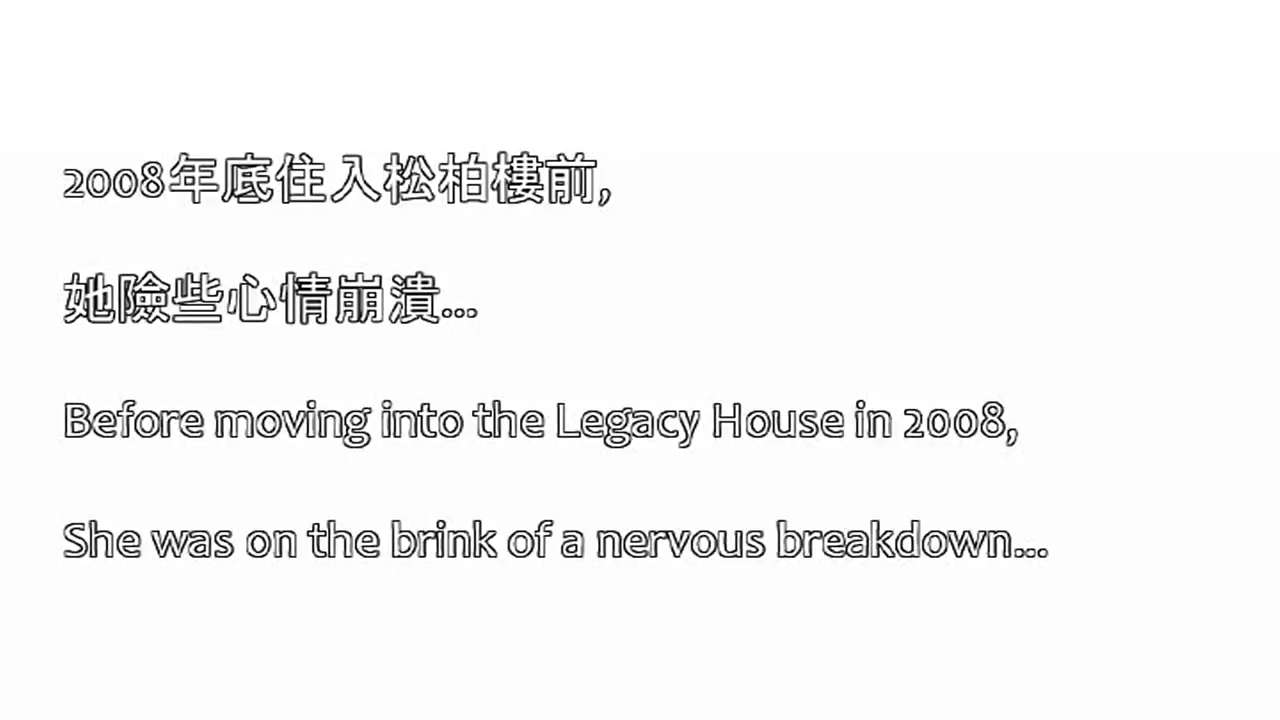 2008年底住入松柏樓前,
她險些心情崩潰...
Before moving into the Legacy House in 2008,
She was on the brink of a nervous breakdown...